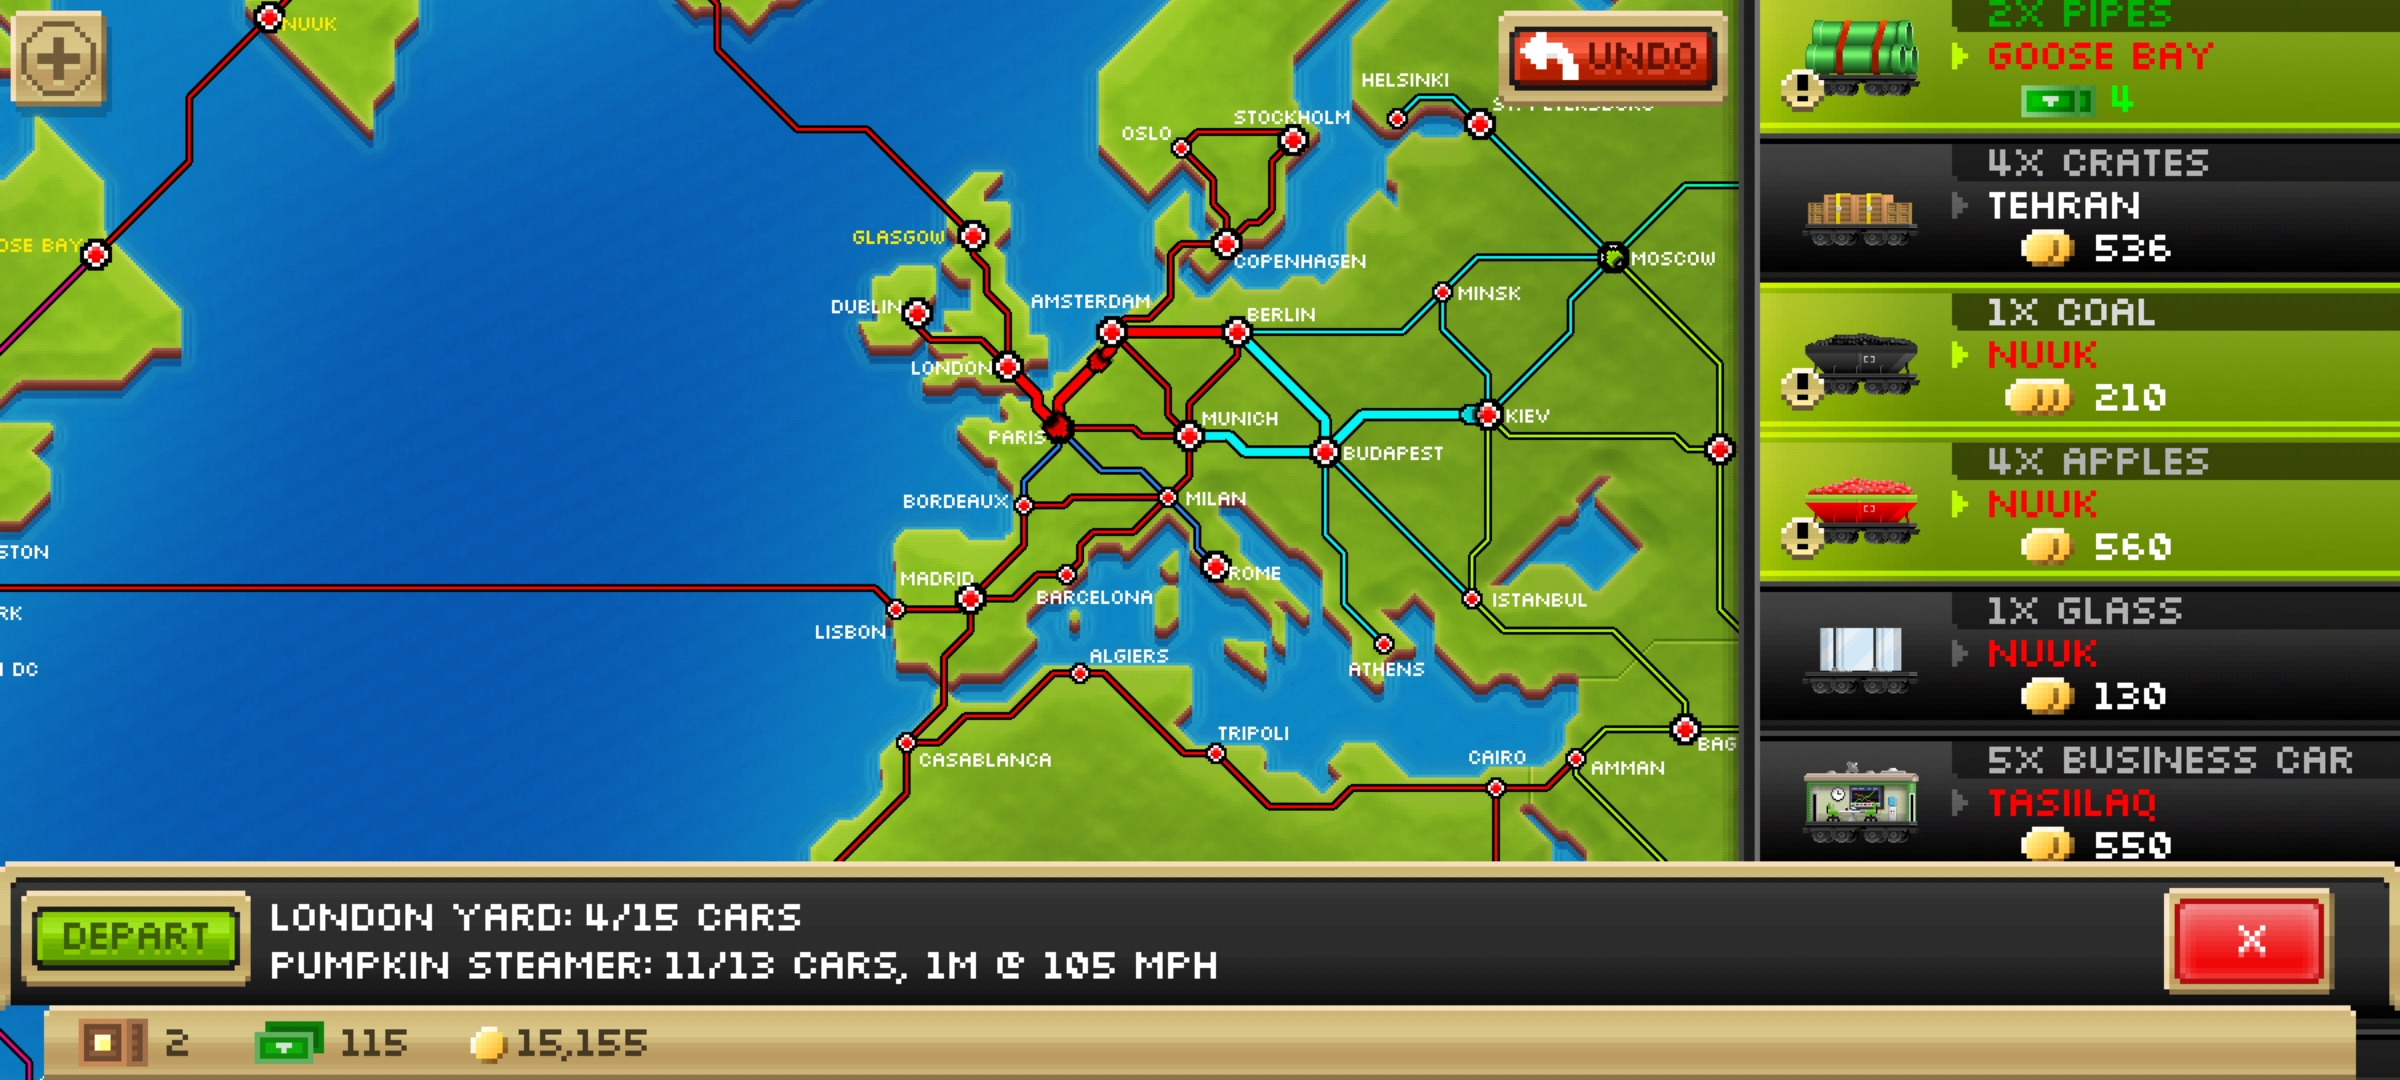 NUUK
UNDO
HELSINKI
STOCKHOLM
OSLO
GLASGOW
OSE BAY
COPENHAGEN
MOSCOW
MINSK
AMSTERDAM
DUBLIN
BERLIN
LONDON
MUNICH
KIEV
PARIS
BUDAPEST
BORDEAUX
MILAN
STON
MADRID
ROME
BARCELONA
ISTANBUL
RK
LISBON
DC
ALGIERS
ATHENS
TRIPOLI
BAG
CASABLANCA
CAIRO
AMMAN
2X PIPES
GOOSE BAY
4
4X CRATES
TEHRAN
536
1X COAL
NUUK
210
4X APPLES
NUUK
560
1X GLASS
NUUK
130
5X BUSINESS CAR
TASIILAQ
550
DEPART
LONDON YARD: 4/15 CARS
PUMPKIN STEAMER: 11/13 CARS, 1M @ 105 MPH
X
2
115
15,155